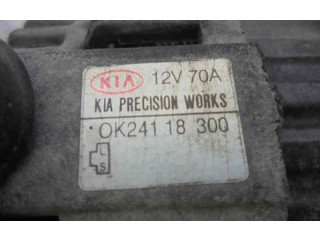 KIA 12V 70A
KIA PRECISION WORKS
OK241 18 300
L
S